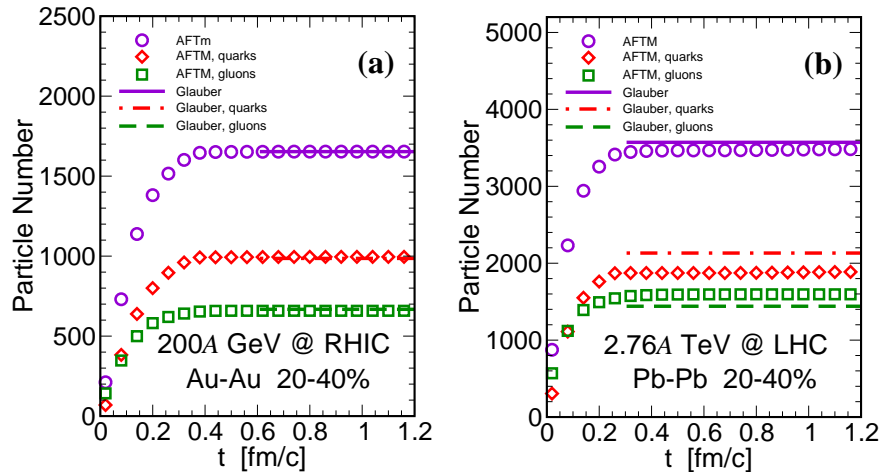 2500
2000
1500
1000
500
0
Particle Number
AFTm
AFTM, quarks
AFTM, gluons
Glauber
Glauber, quarks
Glauber, gluons
(a)
200A GeV @ RHIC
Au-Au 20-40%
0 0.2 0.4 0.6 0.8 1 1.2
t [fm/c]
5000
4000
3000
2000
1000
0
Particle Number
AFTM
AFTM, quarks
AFTM, gluons
Glauber
Glauber, quarks
Glauber, gluons
(b)
2.76A TeV @ LHC
Pb-Pb 20-40%
0 0.2 0.4 0.6 0.8 1 1.2
t [fm/c]